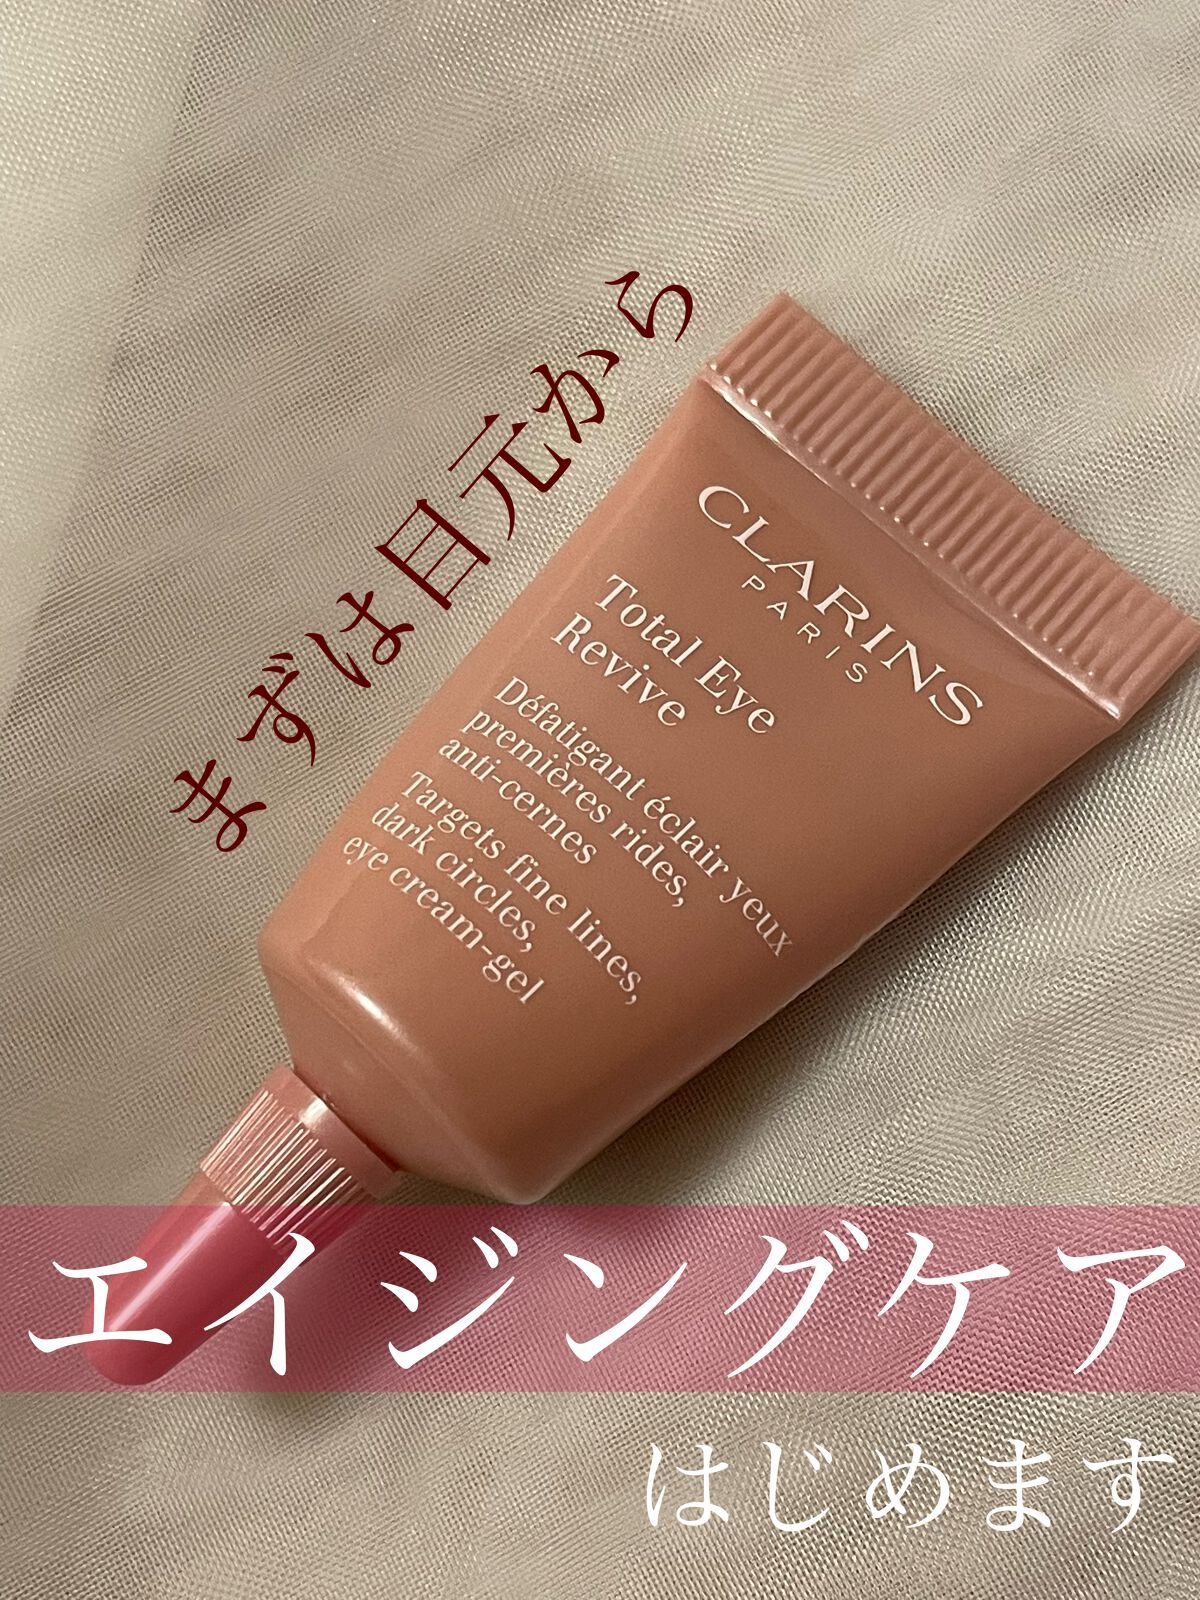 まずは目元から
CLARINS
PARIS
Total Eye
Revive
Défatigant éclair yeux
premières rides,
anti-cernes
Targets fine lines,
dark circles,
eye cream-gel
エイジングケア
はじめます